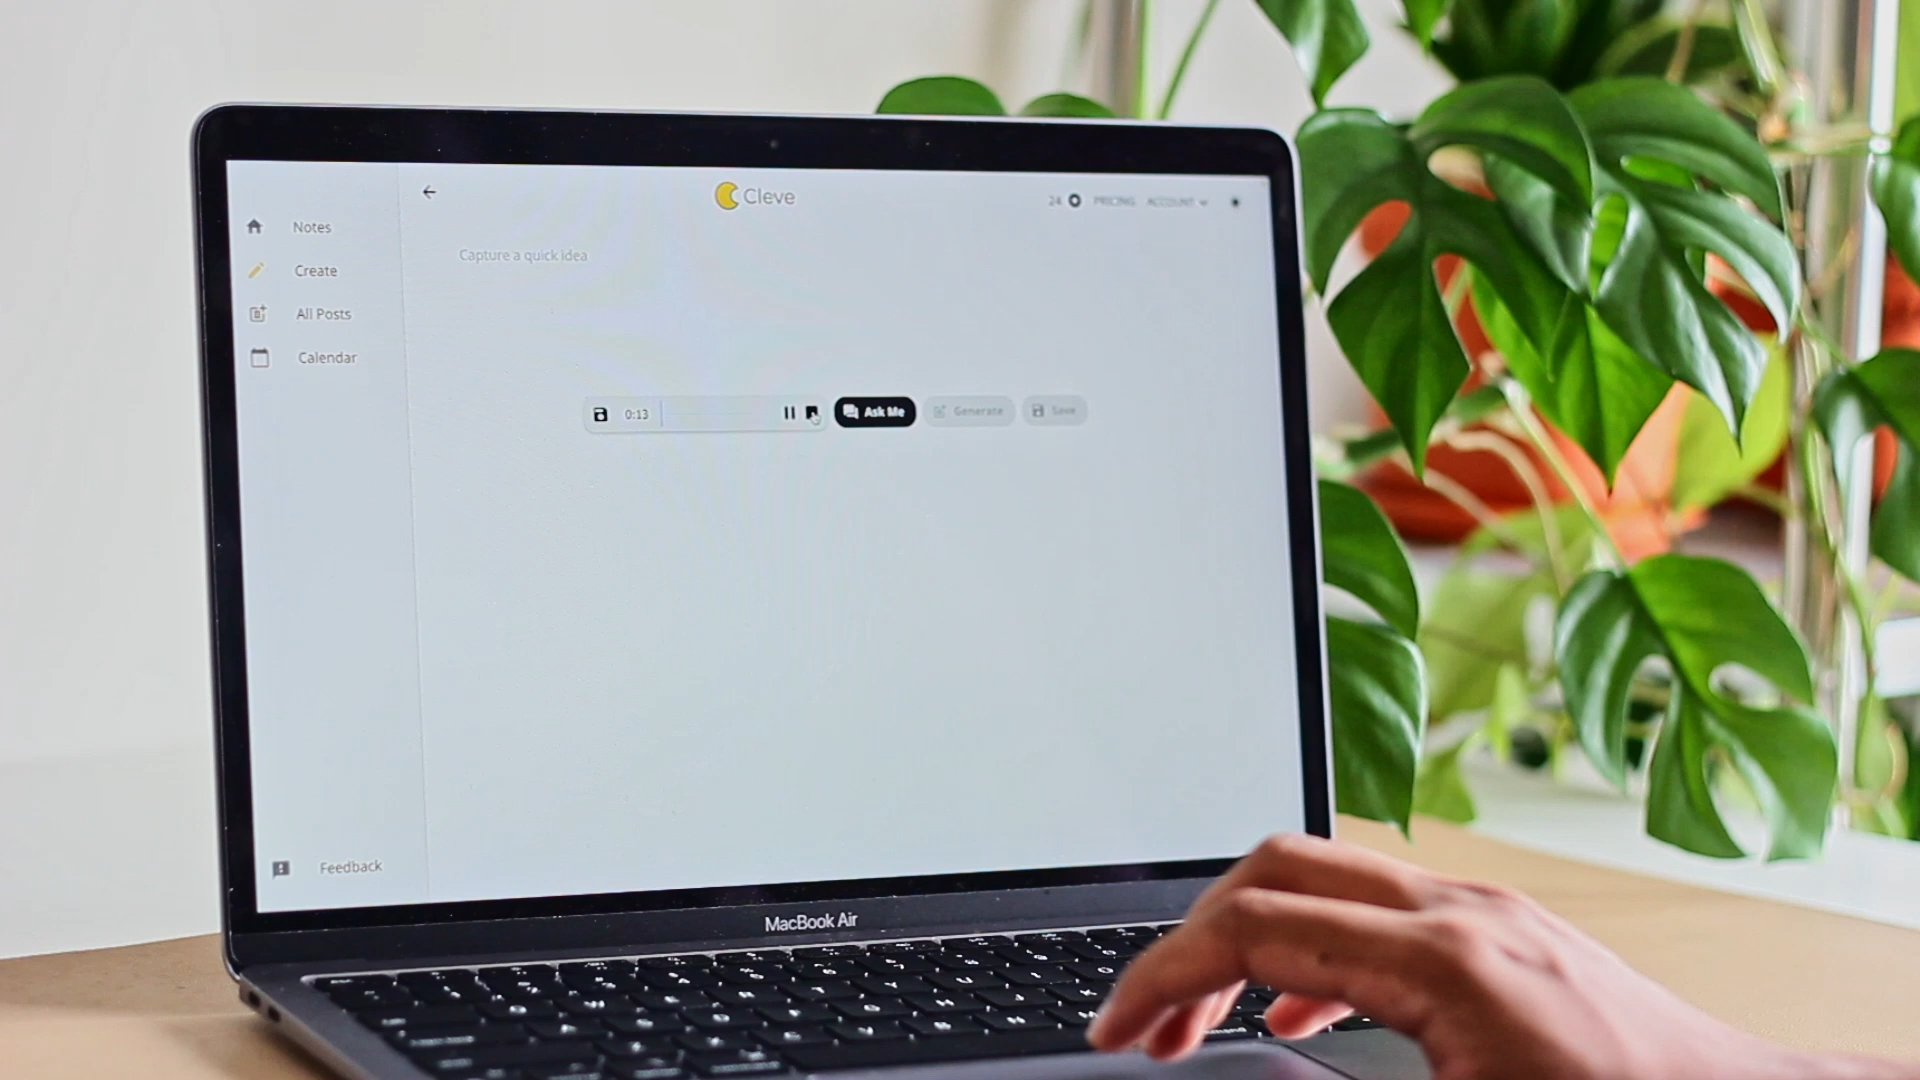 Cleve
24 PRICING ACCOUNT
Notes
Create
All Posts
Calendar
Capture a quick idea
0:13
Ask Me
Generate
Save
Feedback
MacBook Air